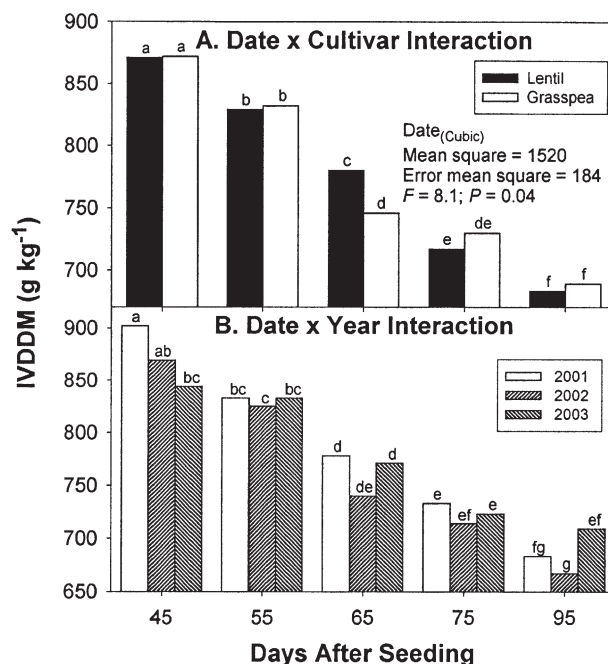 900
A. Date x Cultivar Interaction
a a
Lentil
Grasspea
850
b b
Date(Cubic)
Mean square = 1520
Error mean square = 184
F = 8.1; P = 0.04
800
c
d
750
e de
700
f f
IVDDM (g kg-1)
B. Date x Year Interaction
900
a
ab
bc
2001
2002
2003
850
bc c bc
800
d de d
750
e ef e
700
fg g ef
650
45 55 65 75 95
Days After Seeding